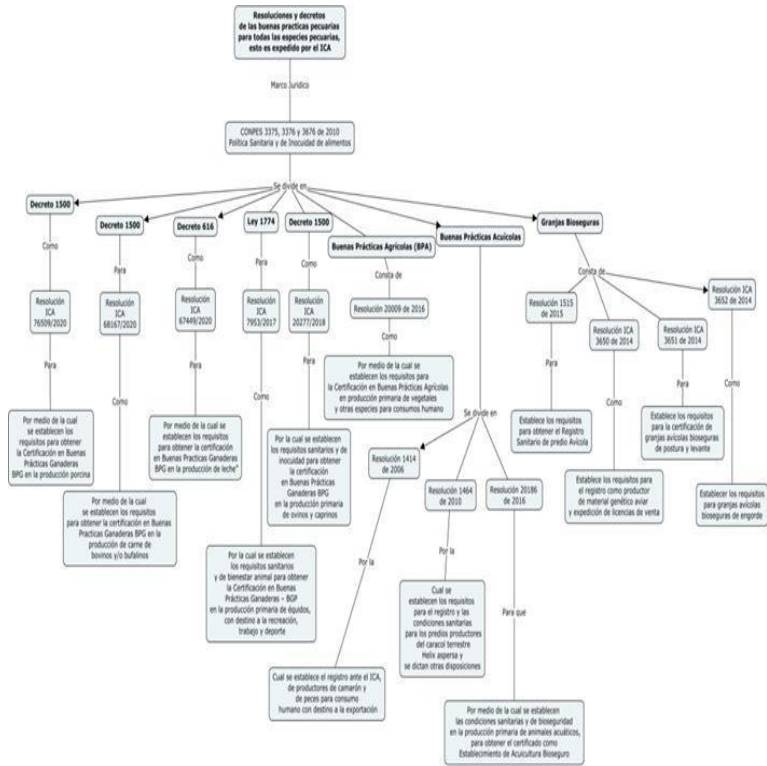 Resoluciones y decretos
de las buenas practicas pecuarias
para todas las especies pecuarias,
esto es expedido por el ICA
Marco Jurídico
CONPES 3375, 3376 y 3676 de 2010
Política Sanitaria y de Inocuidad de alimentos
Se divide en
Decreto 1500
Como
Resolución
ICA
76509/2020
Para
Por medio de la cual
se establecen los
requisitos para obtener
la Certificación en Buenas
Prácticas Ganaderas
BPG en la producción porcina
Decreto 1500
Para
Resolución
ICA
68167/2020
Como
Por medio de la cual
se establecen los requisitos
para obtener la certificación en Buenas
Practicas Ganaderas BPG en la
producción de carne de
bovinos y/o bufalinos
Decreto 616
Como
Resolución
ICA
67449/2020
Para
Por medio de la cual se
establecen los requisitos
para obtener la certificación
en Buenas Practicas Ganaderas
BPG en la producción de leche"
Ley 1774
Para
Resolución
ICA
7953/2017
Como
Por la cual se establecen
los requisitos sanitarios
y de bienestar animal para obtener
la Certificación en Buenas
Prácticas Ganaderas – BGP
en la producción primaria de équidos,
con destino a la recreación,
trabajo y deporte
Decreto 1500
Como
Resolución
ICA
20277/2018
Para
Por la cual se establecen
los requisitos sanitarios y de
inocuidad para obtener
la certificación
en Buenas Prácticas
Ganaderas BPG
en la producción primaria
de ovinos y caprinos
Buenas Prácticas Agrícolas (BPA)
Consta de
Resolución 20009 de 2016
Como
Por medio de la cual se
establecen los requisitos para
la Certificación en Buenas Prácticas Agrícolas
en producción primaria de vegetales
y otras especies para consumos humano
Buenas Prácticas Acuícolas
Se divide en
Resolución 1414
de 2006
Por la
Cual se establece el registro ante el ICA,
de productores de camarón y
de peces para consumo
humano con destino a la exportación
Resolución 1464
de 2010
Por la
Cual se
establecen los requisitos
para el registro y las
condiciones sanitarias
para los predios productores
del caracol terrestre
Helix aspersa y
se dictan otras disposiciones
Resolución 20186
de 2016
Para que
Por medio de la cual se establecen
las condiciones sanitarias y de bioseguridad
en la producción primaria de animales acuáticos,
para obtener el certificado como
Establecimiento de Acuicultura Bioseguro
Granjas Bioseguras
Consta de
Resolución 1515
de 2015
Para
Establece los requisitos
para obtener el Registro
Sanitario de predio Avícola
Resolución ICA
3650 de 2014
Como
Establece los requisitos para
el registro como productor
de material genético aviar
y expedición de licencias de venta
Resolución ICA
3651 de 2014
Para
Establece los requisitos
para la certificación de
granjas avícolas bioseguras
de postura y levante
Resolución ICA
3652 de 2014
Como
Establecer los requisitos
para granjas avícolas
bioseguras de engorde